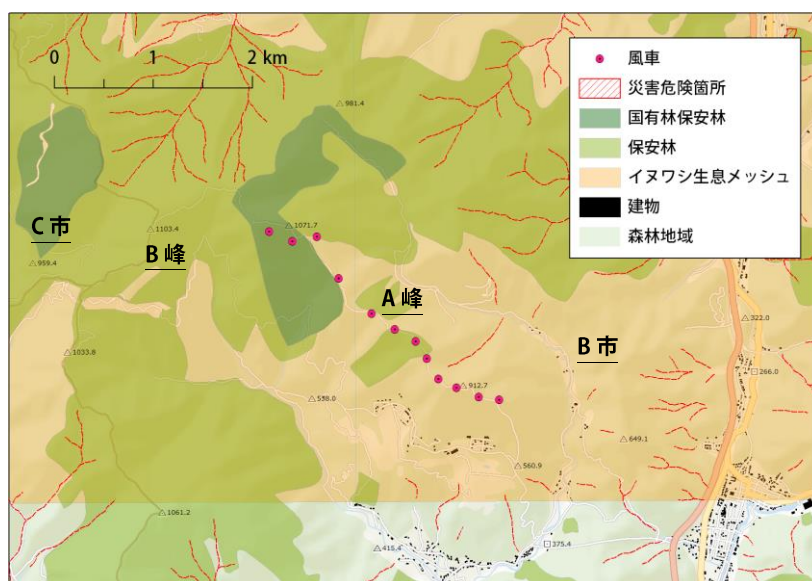 0 1 2 km
風車
災害危険箇所
国有林保安林
保安林
イヌワシ生息メッシュ
建物
森林地域
981.4
C 市
1103.4
1071.7
B 峰
959.4
A 峰
322.0
B 市
1033.8
266.0
912.7
538.0
649.1
560.9
1061.2
415.4
375.4